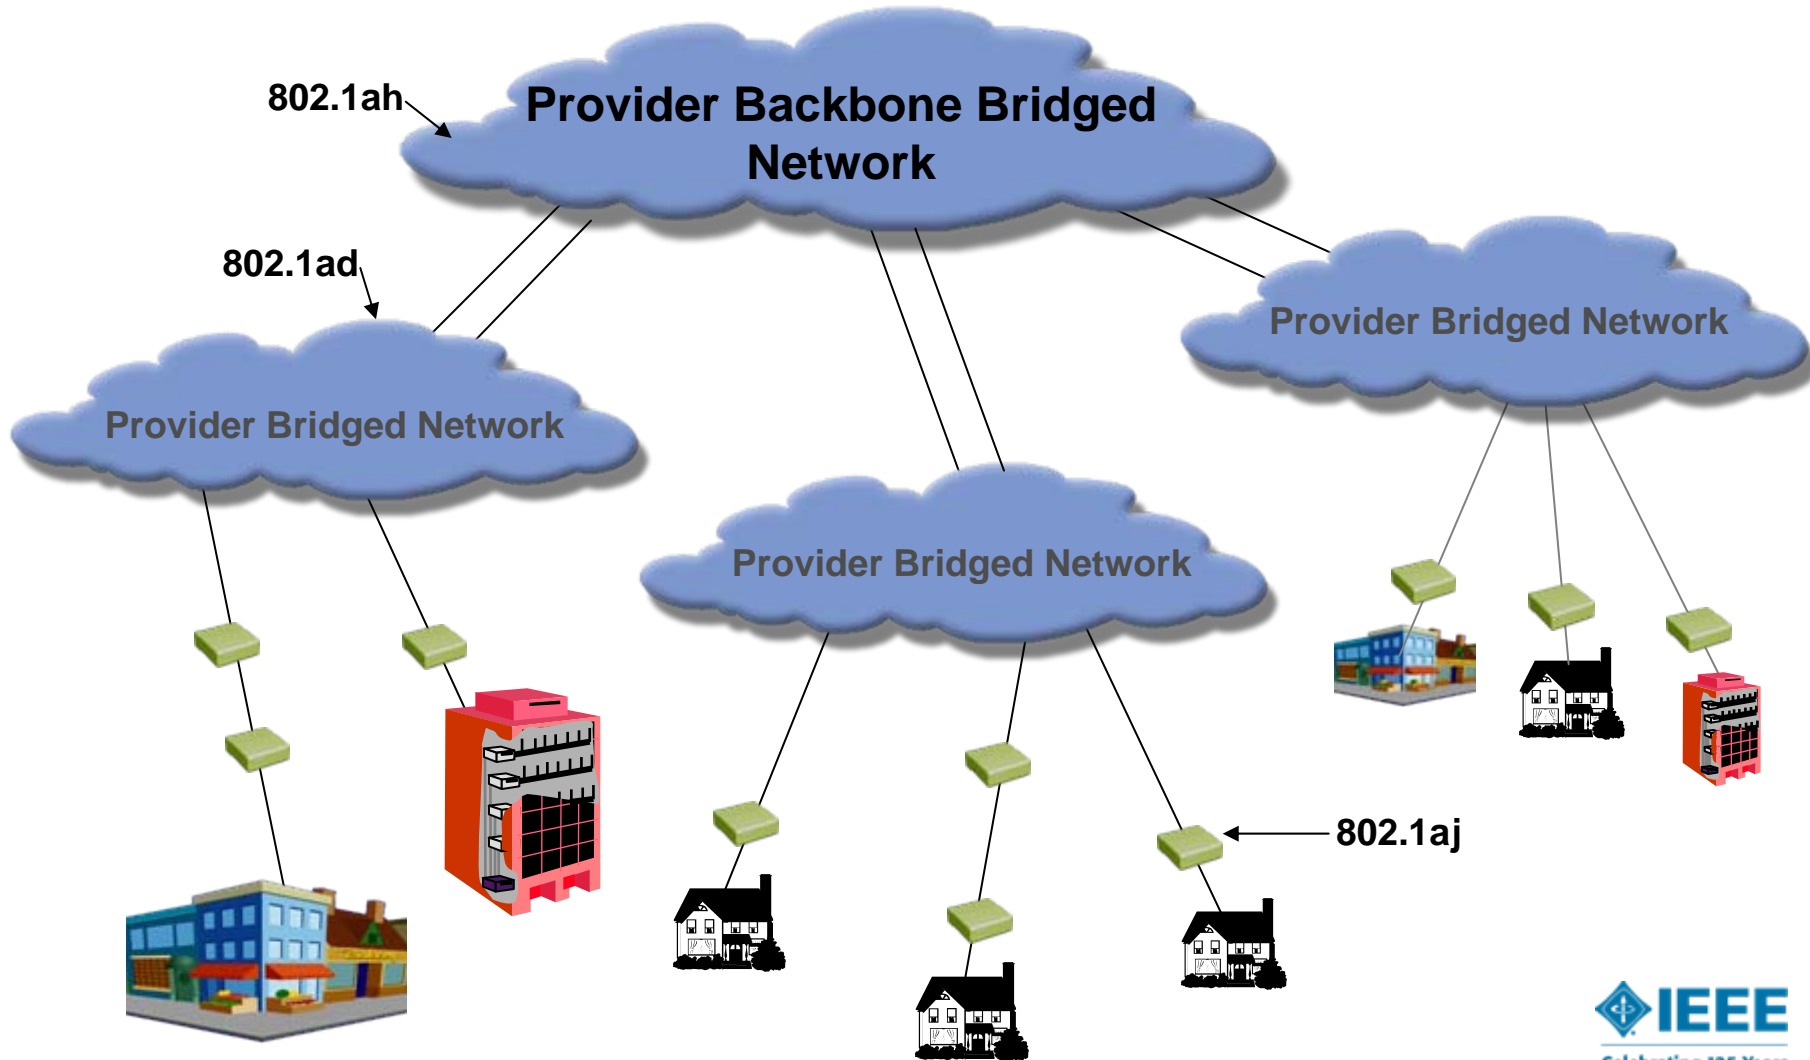 802.1ah
Provider Backbone Bridged
Network
802.1ad
Provider Bridged Network
Provider Bridged Network
Provider Bridged Network
802.1aj
IEEE